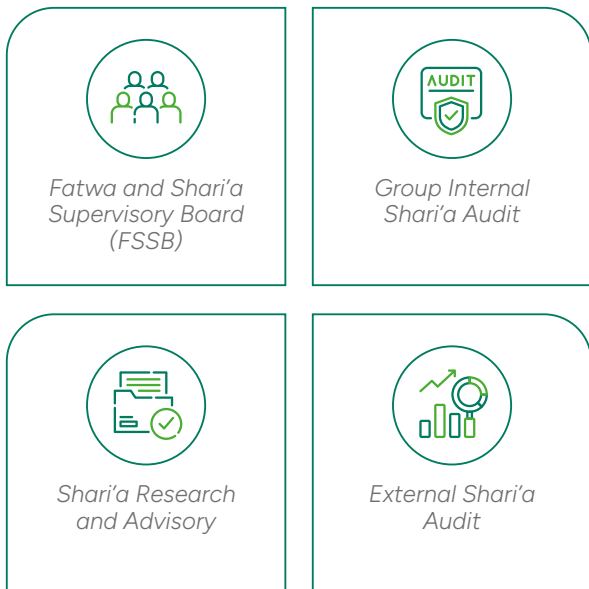 Fatwa and Shari’a
Supervisory Board
(FSSB)
AUDIT
Group Internal
Shari’a Audit
Shari’a Research
and Advisory
External Shari’a
Audit